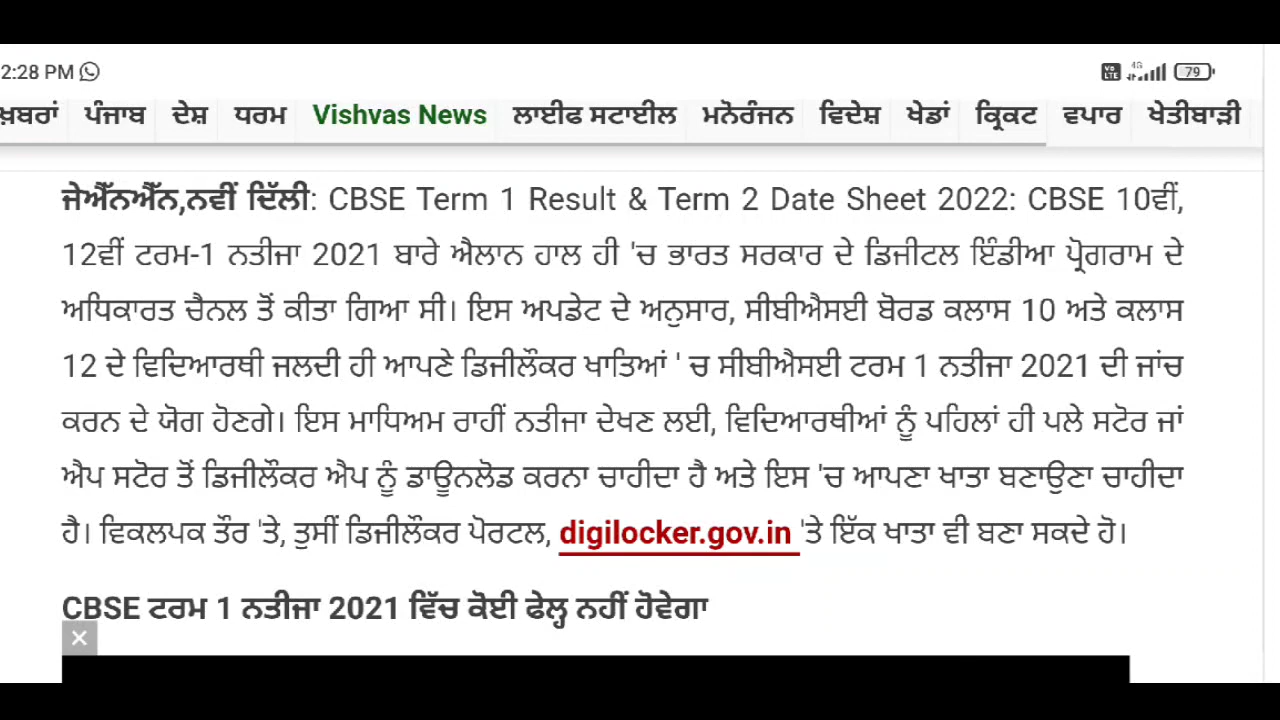 2:28 PM 79
ਖ਼ਬਰਾਂ ਪੰਜਾਬ ਦੇਸ਼ ਧਰਮ Vishvas News ਲਾਈਫ ਸਟਾਈਲ ਮਨੋਰੰਜਨ ਵਿਦੇਸ਼ ਖੇਡਾਂ ਕ੍ਰਿਕਟ ਵਪਾਰ ਖੇਤੀਬਾੜੀ
ਜੇਐੱਨਐੱਨ,ਨਵੀਂ ਦਿੱਲੀ: CBSE Term 1 Result & Term 2 Date Sheet 2022: CBSE 10ਵੀਂ,
12ਵੀਂ ਟਰਮ-1 ਨਤੀਜਾ 2021 ਬਾਰੇ ਐਲਾਨ ਹਾਲ ਹੀ 'ਚ ਭਾਰਤ ਸਰਕਾਰ ਦੇ ਡਿਜੀਟਲ ਇੰਡੀਆ ਪ੍ਰੋਗਰਾਮ ਦੇ
ਅਧਿਕਾਰਤ ਚੈਨਲ ਤੋਂ ਕੀਤਾ ਗਿਆ ਸੀ। ਇਸ ਅਪਡੇਟ ਦੇ ਅਨੁਸਾਰ, ਸੀਬੀਐਸਈ ਬੋਰਡ ਕਲਾਸ 10 ਅਤੇ ਕਲਾਸ
12 ਦੇ ਵਿਦਿਆਰਥੀ ਜਲਦੀ ਹੀ ਆਪਣੇ ਡਿਜੀਲੌਕਰ ਖਾਤਿਆਂ ' ਚ ਸੀਬੀਐਸਈ ਟਰਮ 1 ਨਤੀਜਾ 2021 ਦੀ ਜਾਂਚ
ਕਰਨ ਦੇ ਯੋਗ ਹੋਣਗੇ। ਇਸ ਮਾਧਿਅਮ ਰਾਹੀਂ ਨਤੀਜਾ ਦੇਖਣ ਲਈ, ਵਿਦਿਆਰਥੀਆਂ ਨੂੰ ਪਹਿਲਾਂ ਹੀ ਪਲੇ ਸਟੋਰ ਜਾਂ
ਐਪ ਸਟੋਰ ਤੋਂ ਡਿਜੀਲੌਕਰ ਐਪ ਨੂੰ ਡਾਊਨਲੋਡ ਕਰਨਾ ਚਾਹੀਦਾ ਹੈ ਅਤੇ ਇਸ 'ਚ ਆਪਣਾ ਖਾਤਾ ਬਣਾਉਣਾ ਚਾਹੀਦਾ
ਹੈ। ਵਿਕਲਪਕ ਤੌਰ 'ਤੇ, ਤੁਸੀਂ ਡਿਜੀਲੌਕਰ ਪੋਰਟਲ, digilocker.gov.in 'ਤੇ ਇੱਕ ਖਾਤਾ ਵੀ ਬਣਾ ਸਕਦੇ ਹੋ।
CBSE ਟਰਮ 1 ਨਤੀਜਾ 2021 ਵਿੱਚ ਕੋਈ ਫੇਲ੍ਹ ਨਹੀਂ ਹੋਵੇਗਾ